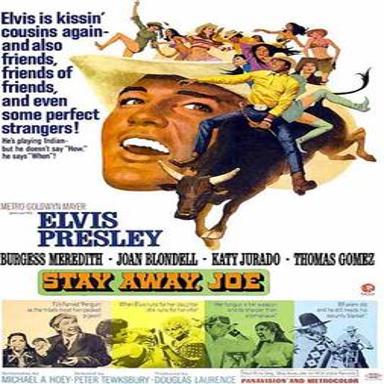 Elvis is kissin'
cousins again-
and also
friends,
friends of
friends,
and even
some perfect
strangers!
He's playing Indian-
but he doesn't say "How,"
he says "When"!
METRO-GOLDWYN-MAYER
ELVIS
PRESLEY
BURGESS MEREDITH · JOAN BLONDELL · KATY JURADO · THOMAS GOMEZ
STAY AWAY, JOE
MGM
MICHAEL A. HOEY · PETER TEWKSBURY · DOUGLAS LAURENCE
PANAVISION AND METROCOLOR